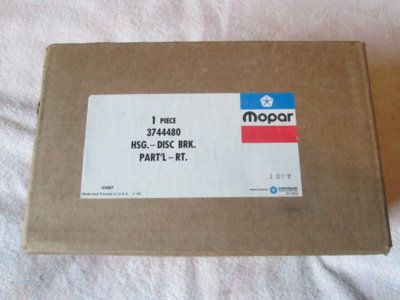 1 PIECE
3744480
HSG. - DISC BRK.
PART'L - RT.
Mopar
1277
CHRYSLER
Made and Printed in U.S.A.